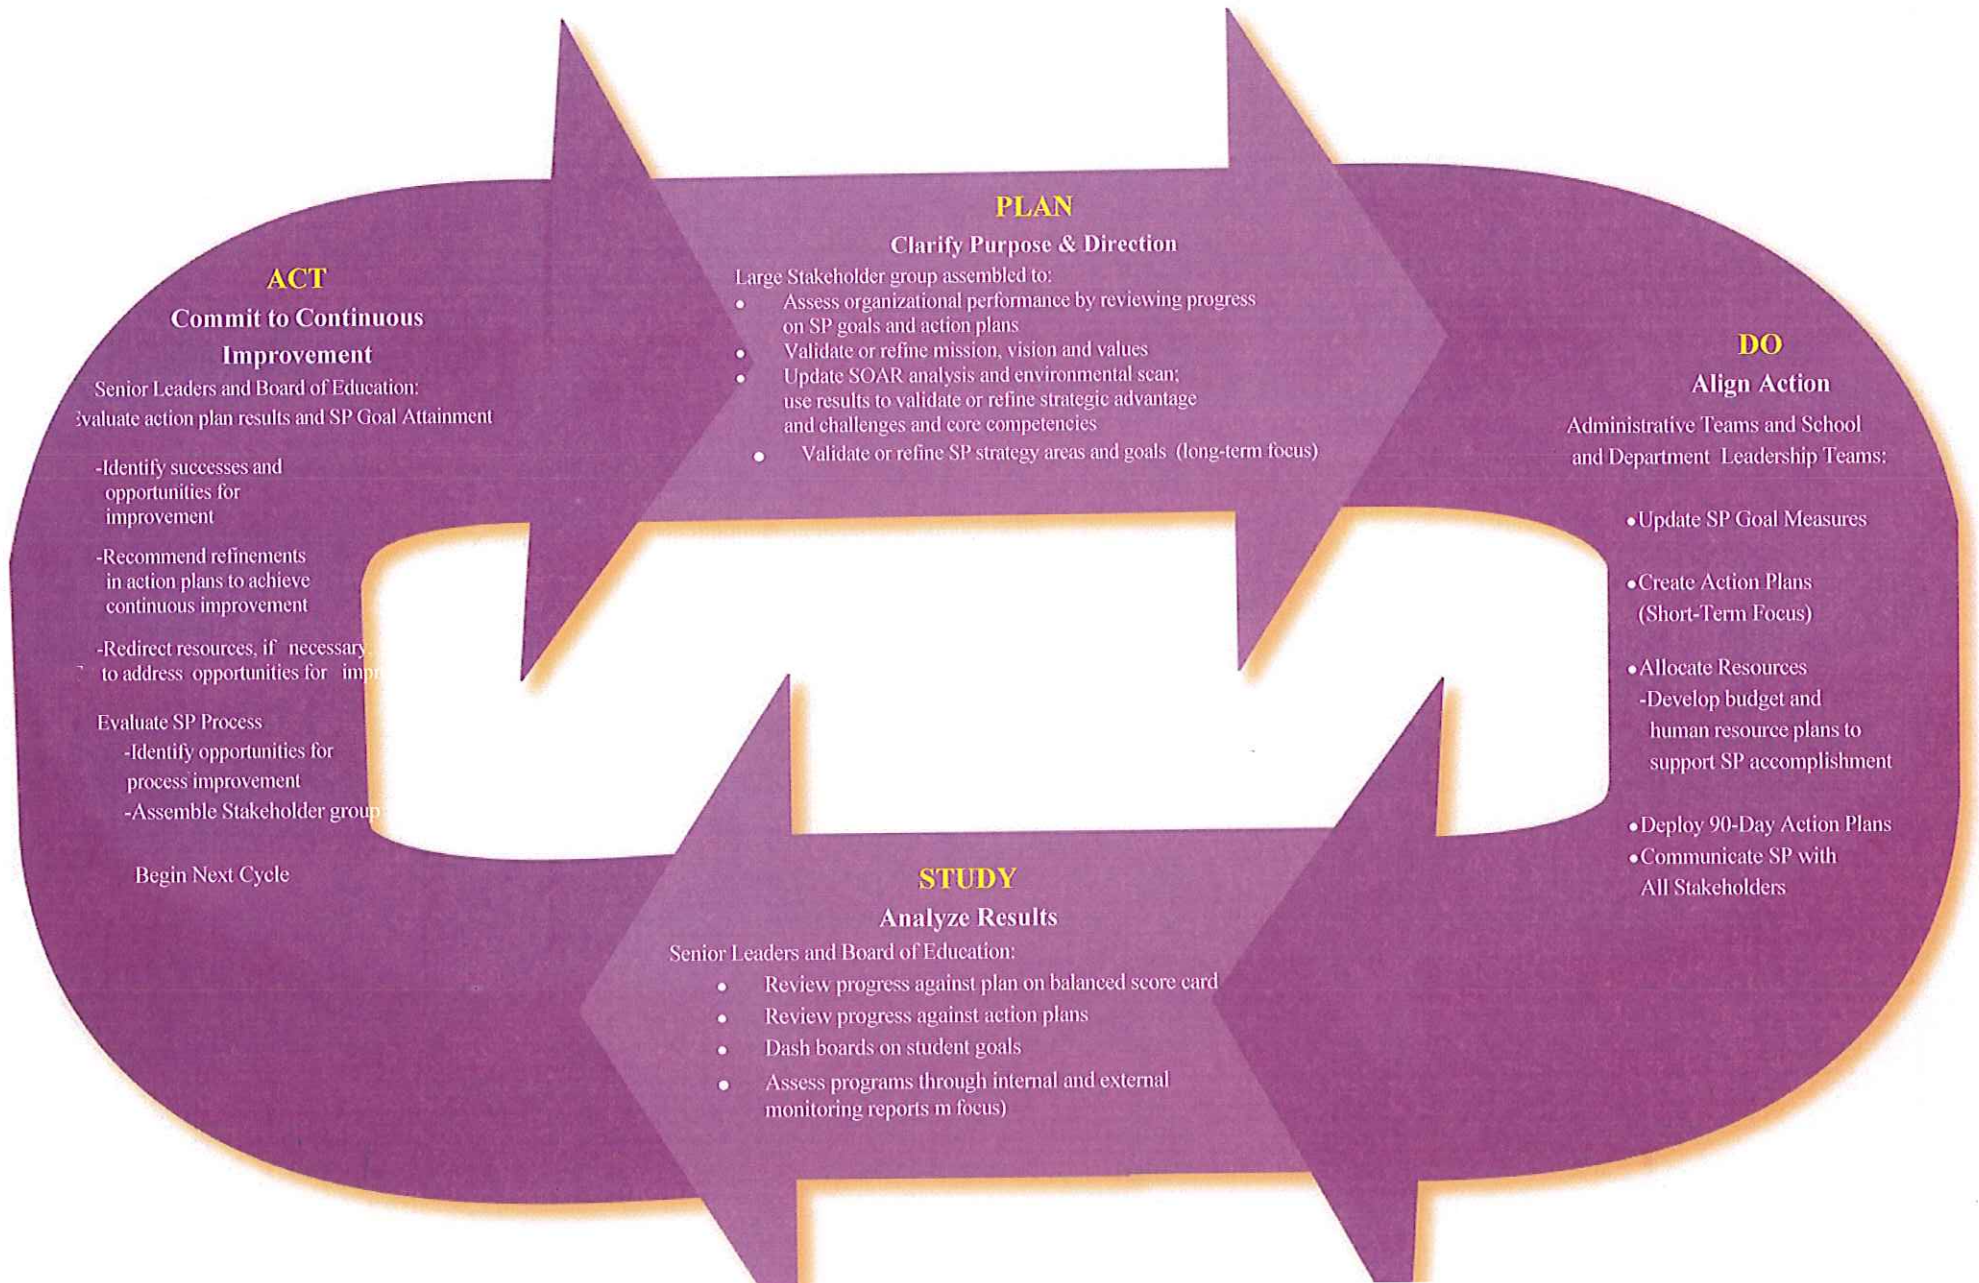 PLAN
Clarify Purpose & Direction
Large Stakeholder group assembled to:
• Assess organizational performance by reviewing progress
on SP goals and action plans
• Validate or refine mission, vision and values
• Update SOAR analysis and environmental scan;
use results to validate or refine strategic advantage
and challenges and core competencies
• Validate or refine SP strategy areas and goals (long-term focus)
DO
Align Action
Administrative Teams and School
and Department Leadership Teams:
•Update SP Goal Measures
•Create Action Plans
(Short-Term Focus)
•Allocate Resources
-Develop budget and
human resource plans to
support SP accomplishment
•Deploy 90-Day Action Plans
•Communicate SP with
All Stakeholders
STUDY
Analyze Results
Senior Leaders and Board of Education:
• Review progress against plan on balanced score card
• Review progress against action plans
• Dash boards on student goals
• Assess programs through internal and external
monitoring reports m focus)
ACT
Commit to Continuous
Improvement
Senior Leaders and Board of Education:
valuate action plan results and SP Goal Attainment
-Identify successes and
opportunities for
improvement
-Recommend refinements
in action plans to achieve
continuous improvement
-Redirect resources, if necessary,
to address opportunities for impr
Evaluate SP Process
-Identify opportunities for
process improvement
-Assemble Stakeholder group
Begin Next Cycle